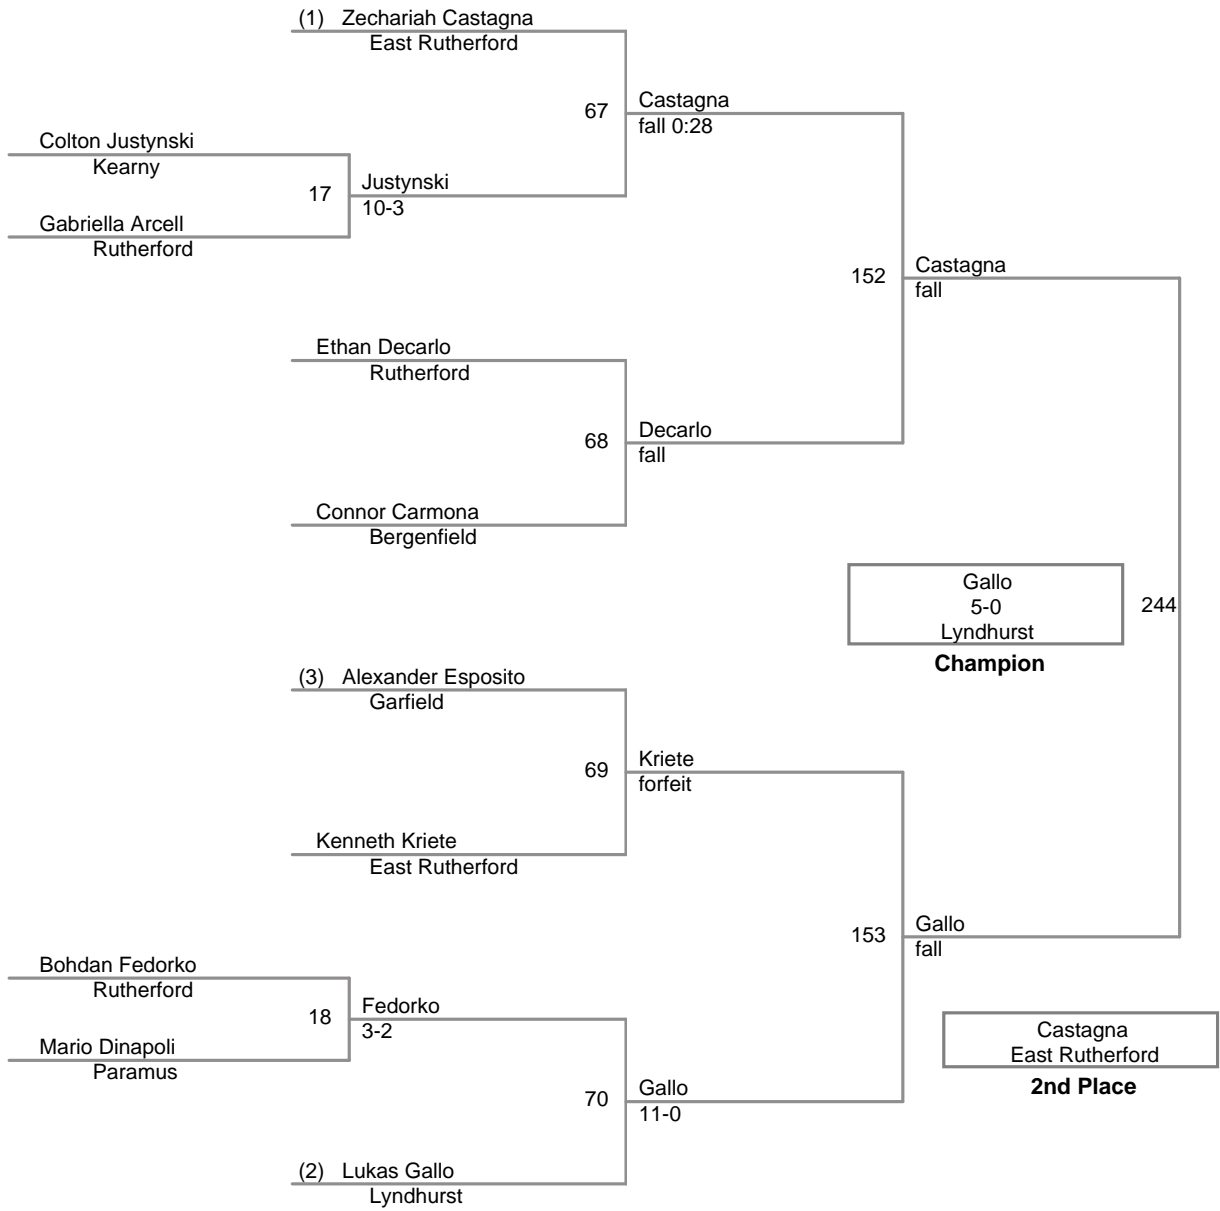 (1) Zechariah Castagna
East Rutherford
67
Castagna
fall 0:28
Colton Justynski
Kearny
17
Justynski
10-3
Gabriella Arcell
Rutherford
152
Castagna
fall
Ethan Decarlo
Rutherford
68
Decarlo
fall
Connor Carmona
Bergenfield
Gallo
5-0
Lyndhurst
Champion
244
(3) Alexander Esposito
Garfield
69
Kriete
forfeit
Kenneth Kriete
East Rutherford
153
Gallo
fall
Bohdan Fedorko
Rutherford
18
Fedorko
3-2
Mario Dinapoli
Paramus
Castagna
East Rutherford
2nd Place
70
Gallo
11-0
(2) Lukas Gallo
Lyndhurst